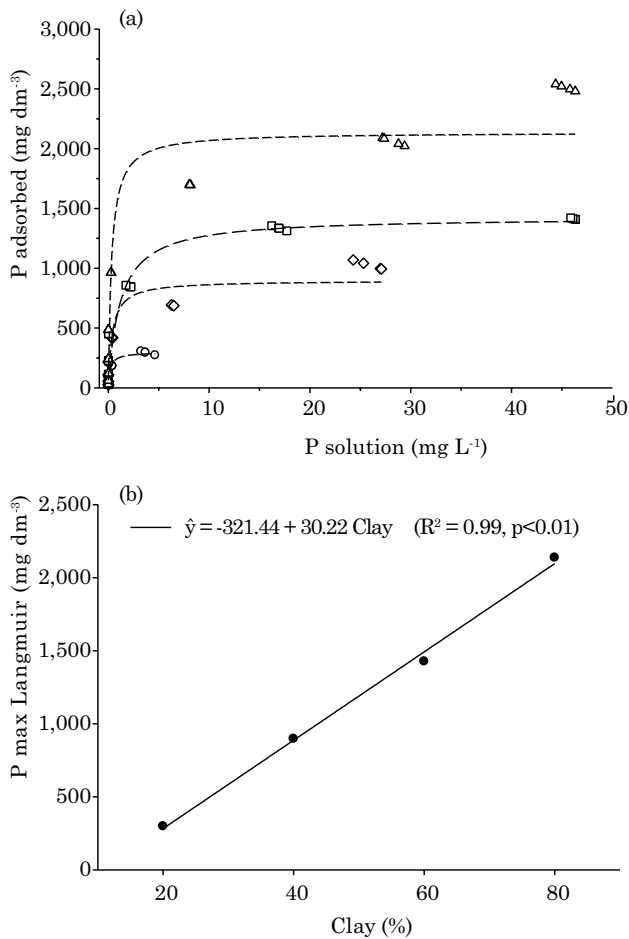 (a)
P adsorbed (mg dm⁻³)
3,000
2,500
2,000
1,500
1,000
500
0
0 10 20 30 40 50
P solution (mg L⁻¹)
(b)
ŷ = -321.44 + 30.22 Clay (R² = 0.99, p<0.01)
P max Langmuir (mg dm⁻³)
2,500
2,000
1,500
1,000
500
0
20 40 60 80
Clay (%)